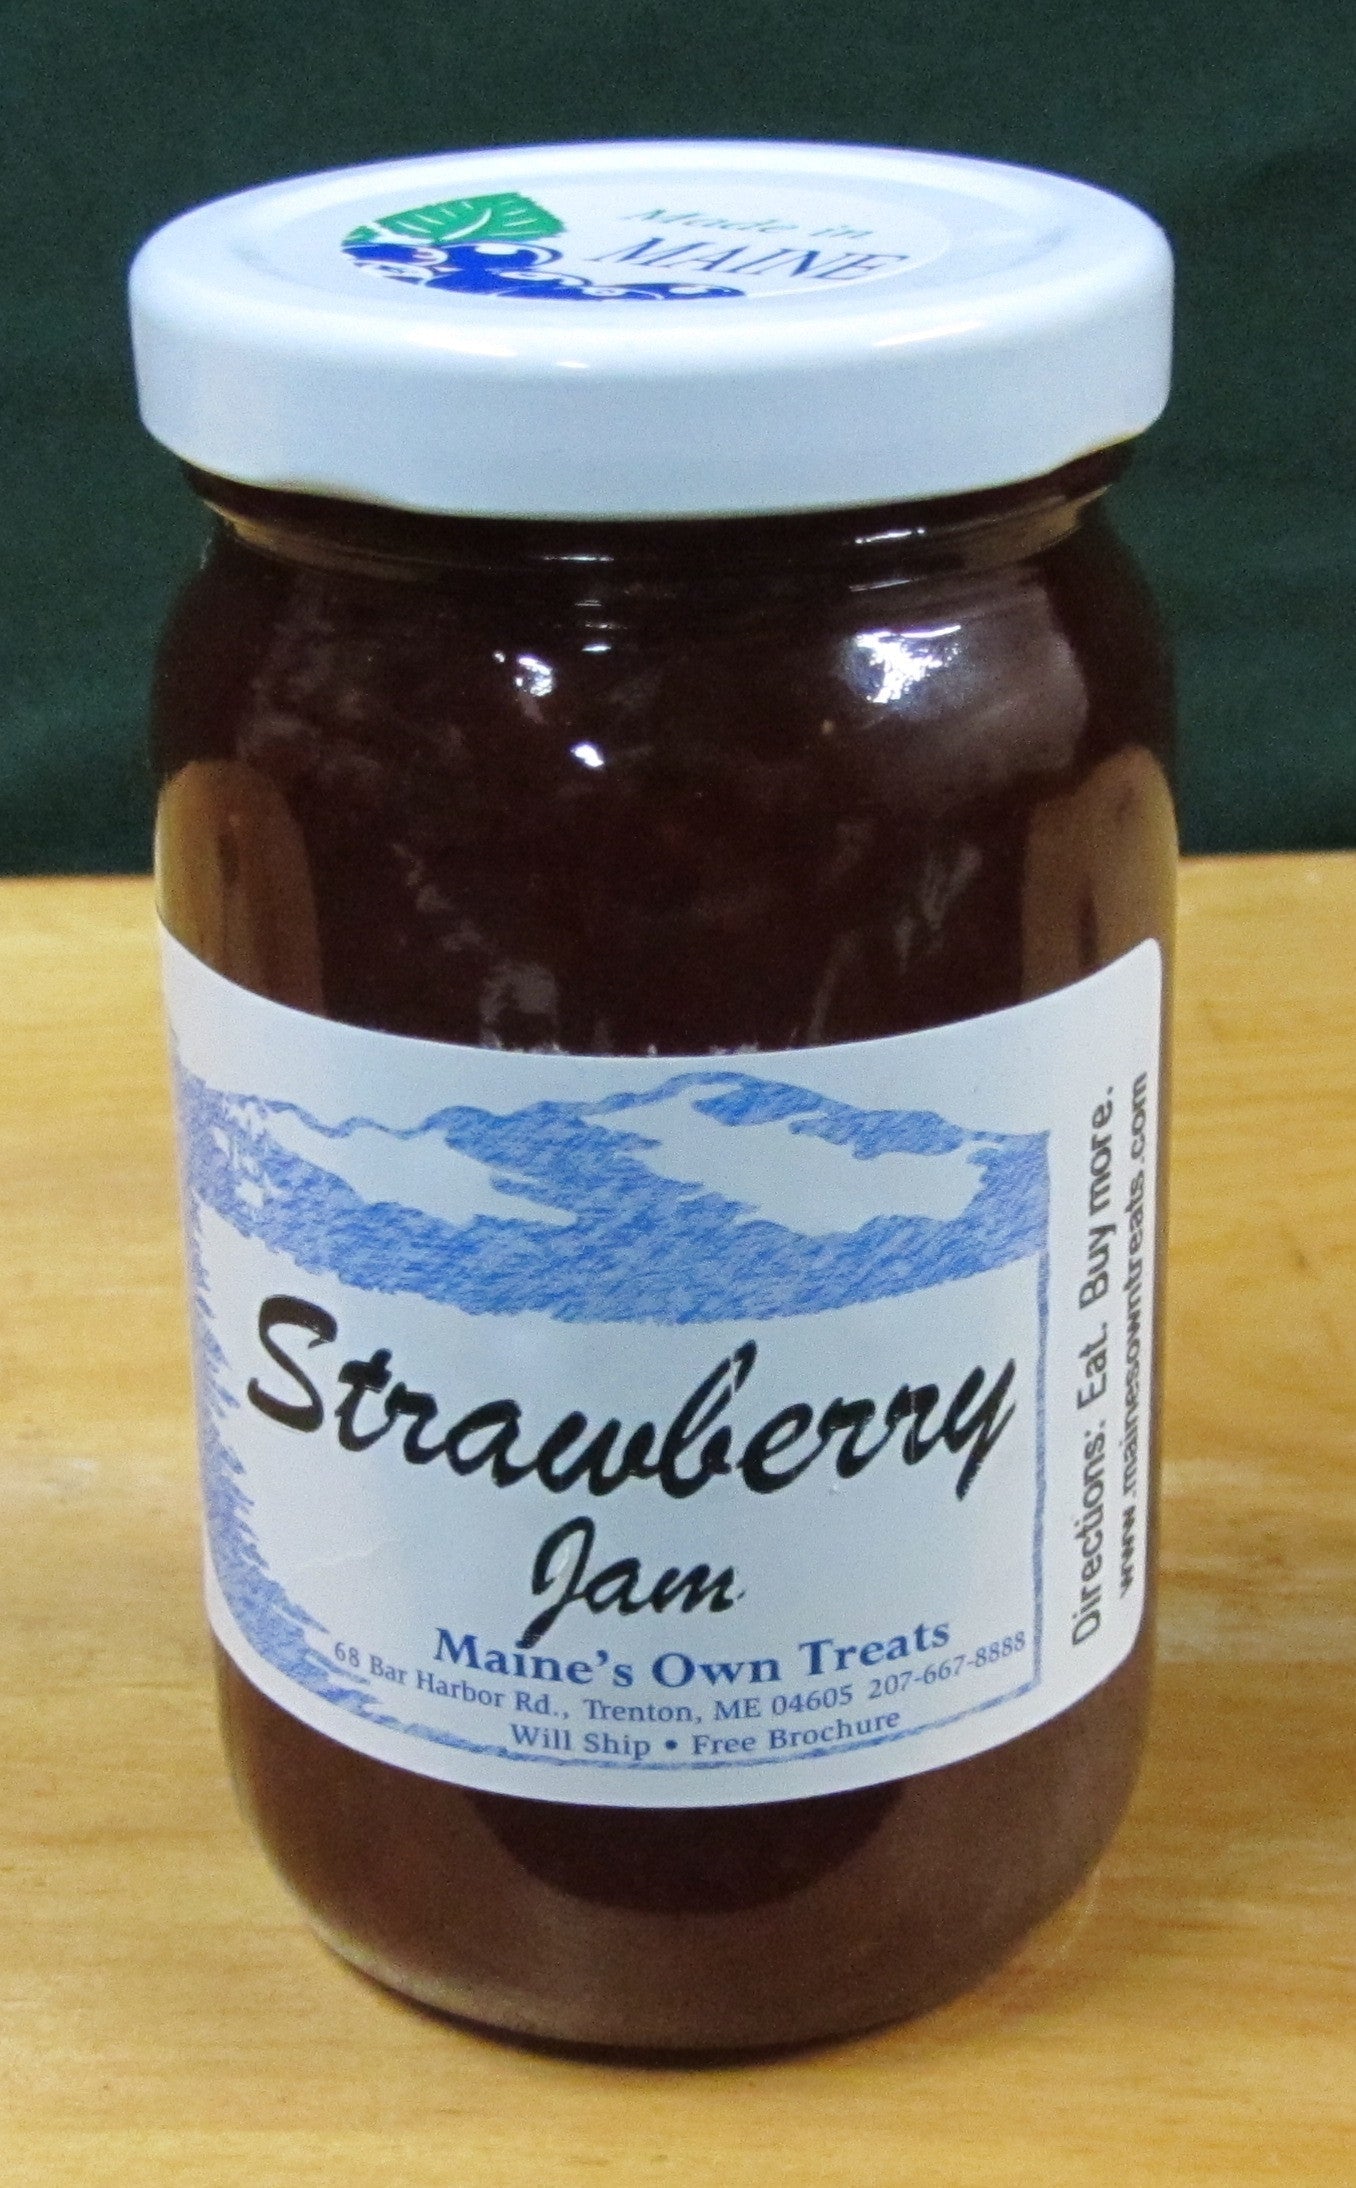 Made in
MAINE
Strawberry
Jam
Maine's Own Treats
68 Bar Harbor Rd., Trenton, ME 04605 207-667-8888
Will Ship • Free Brochure
Directions: Eat. Buy more.
www.mainesowntreats.com